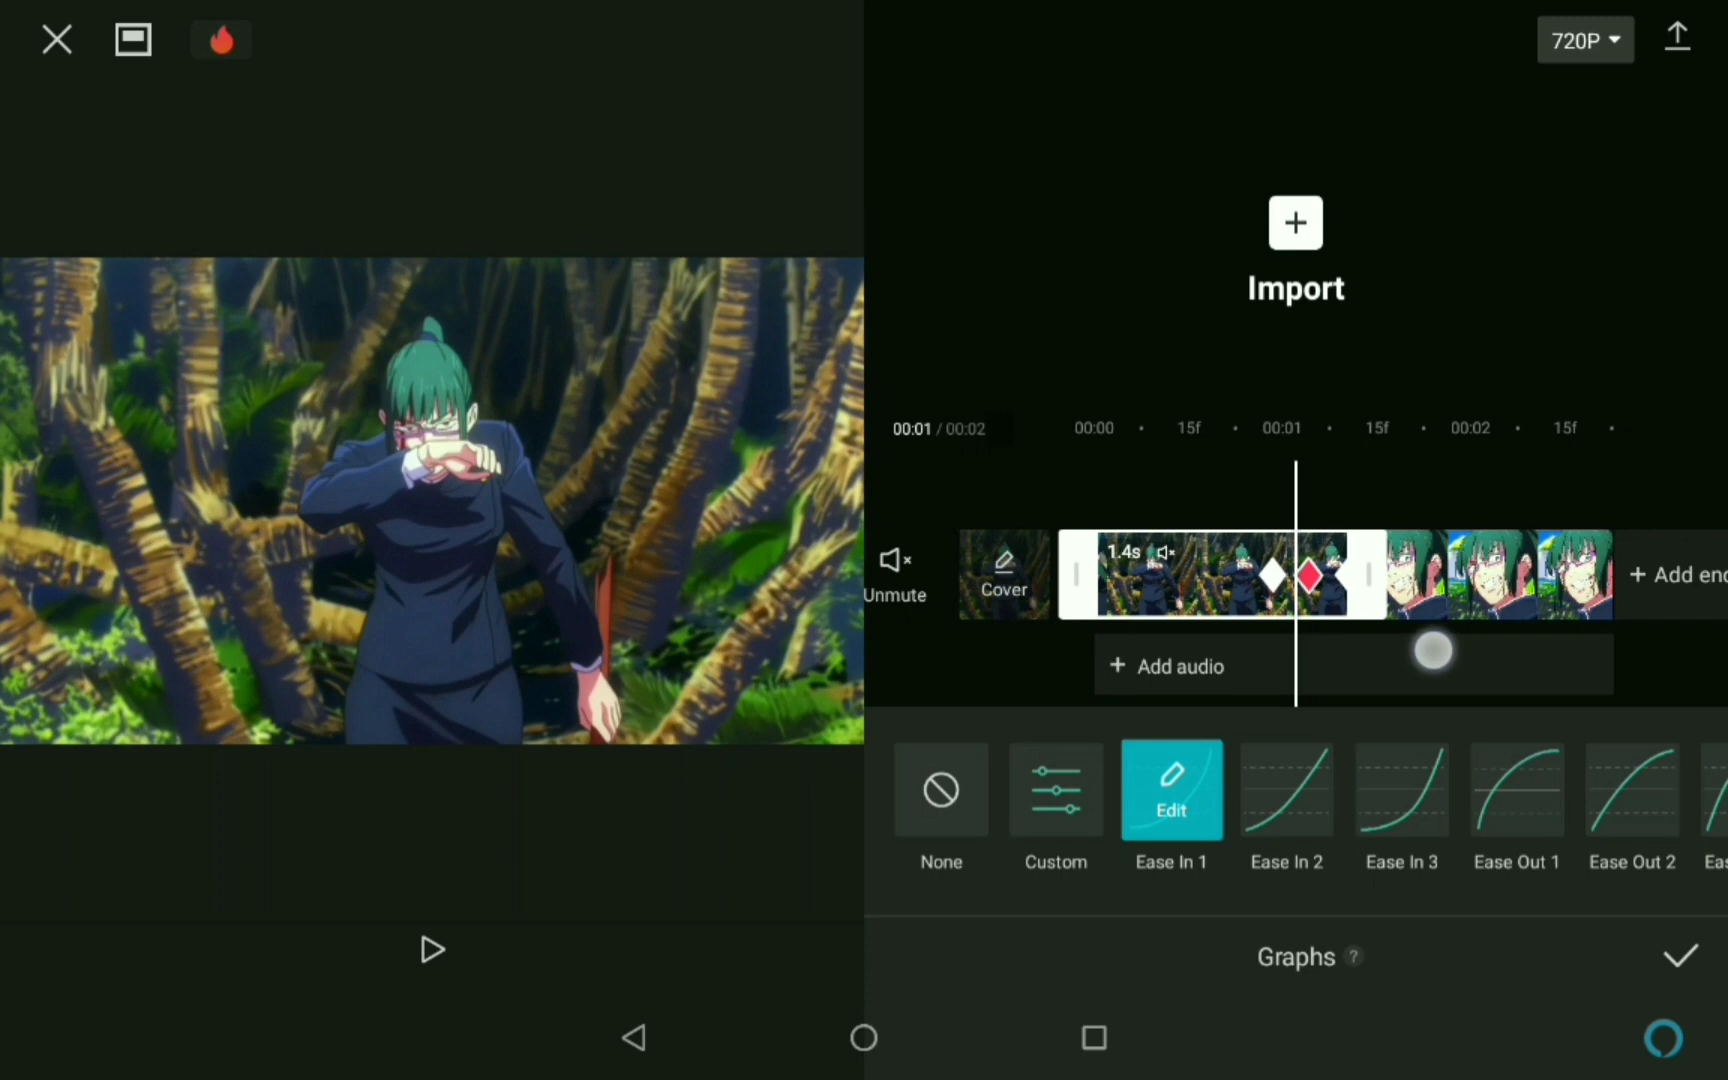 720P
Import
00:01 / 00:02
00:00
15f
00:01
15f
00:02
15f
Unmute
Cover
1.4s
+ Add
+ Add audio
Edit
None
Custom
Ease In 1
Ease In 2
Ease In 3
Ease Out 1
Ease Out 2
Graphs ?